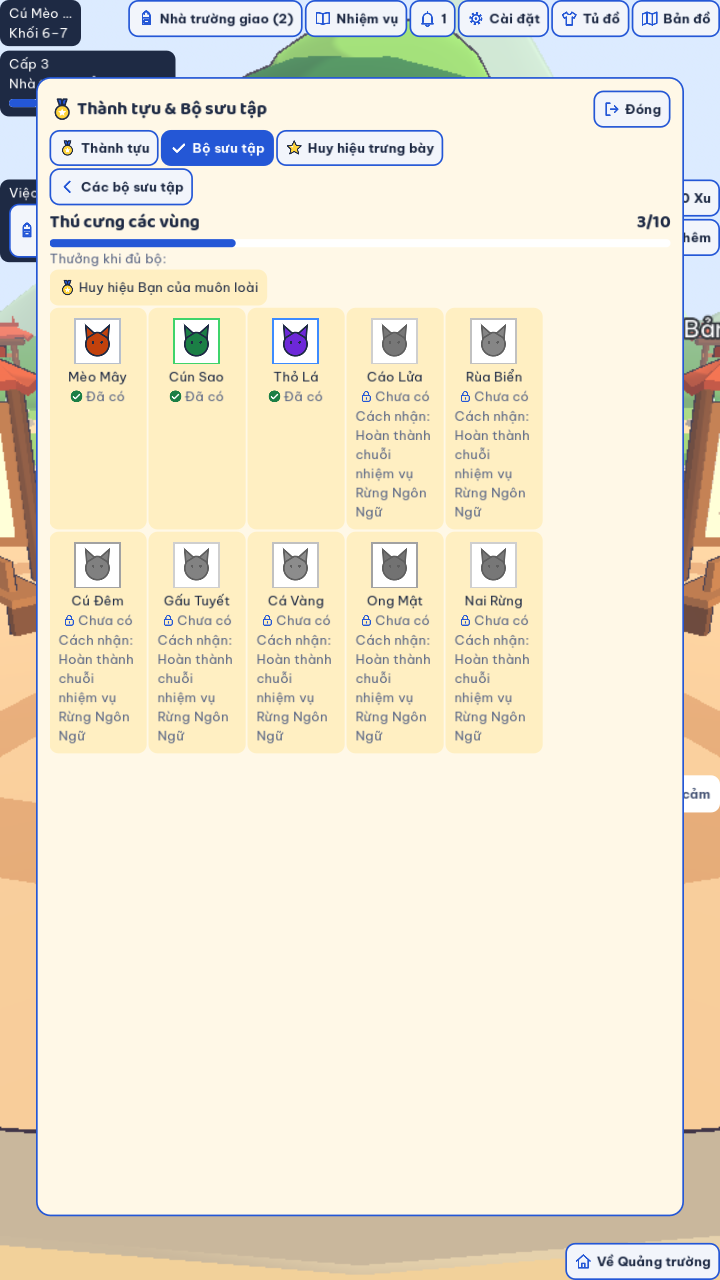 Cú Mèo ...
Khối 6–7
Nhà trường giao (2)
Nhiệm vụ
1
Cài đặt
Tủ đồ
Bản đồ
Cấp 3
Nhà
Thành tựu & Bộ sưu tập
Đóng
Thành tựu
Bộ sưu tập
Huy hiệu trưng bày
Các bộ sưu tập
Việc
Xu
Thú cưng các vùng
3/10
Thưởng khi đủ bộ:
Huy hiệu Bạn của muôn loài
Mèo Mây
Đã có
Cún Sao
Đã có
Thỏ Lá
Đã có
Cáo Lửa
Chưa có
Cách nhận:
Hoàn thành
chuỗi
nhiệm vụ
Rừng Ngôn
Ngữ
Rùa Biển
Chưa có
Cách nhận:
Hoàn thành
chuỗi
nhiệm vụ
Rừng Ngôn
Ngữ
Cú Đêm
Chưa có
Cách nhận:
Hoàn thành
chuỗi
nhiệm vụ
Rừng Ngôn
Ngữ
Gấu Tuyết
Chưa có
Cách nhận:
Hoàn thành
chuỗi
nhiệm vụ
Rừng Ngôn
Ngữ
Cá Vàng
Chưa có
Cách nhận:
Hoàn thành
chuỗi
nhiệm vụ
Rừng Ngôn
Ngữ
Ong Mật
Chưa có
Cách nhận:
Hoàn thành
chuỗi
nhiệm vụ
Rừng Ngôn
Ngữ
Nai Rừng
Chưa có
Cách nhận:
Hoàn thành
chuỗi
nhiệm vụ
Rừng Ngôn
Ngữ
cảm
Về Quảng trường